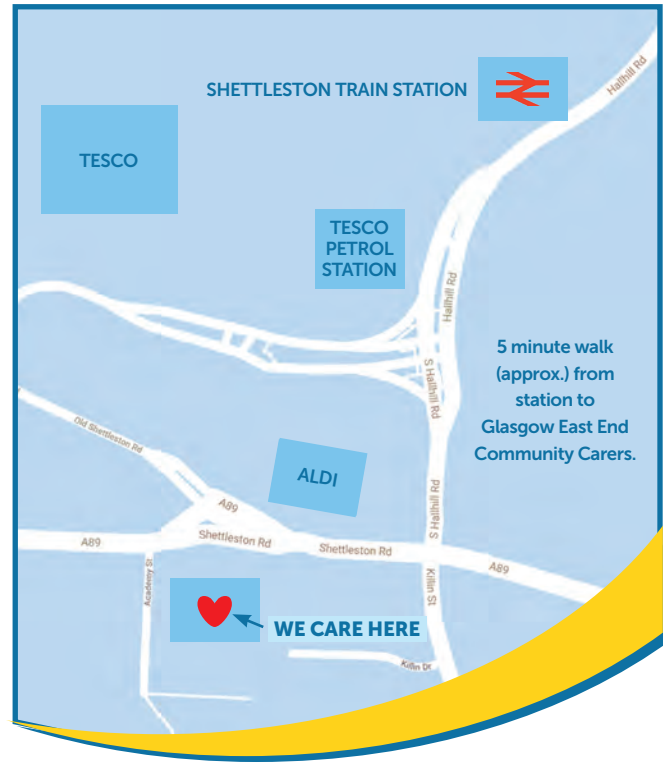 SHETTLESTON TRAIN STATION
Hallhill Rd
TESCO
TESCO
PETROL
STATION
Hallhill Rd
S Hallhill Rd
5 minute walk
(approx.) from
station to
Glasgow East End
Community Carers.
Old Shettleston Rd
ALDI
S Hallhill Rd
A89
A89
Shettleston Rd
Shettleston Rd
A89
Academy St
Killin St
WE CARE HERE
Killin Dr